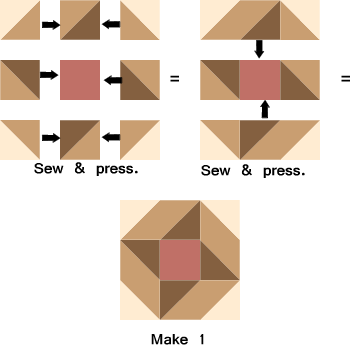 =
=
Sew & press.
Sew & press.
Make 1